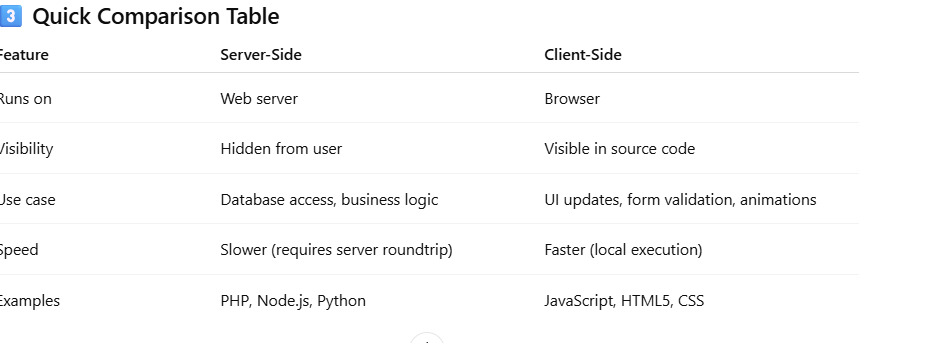 3 Quick Comparison Table
Feature Server-Side Client-Side
Runs on Web server Browser
Visibility Hidden from user Visible in source code
Use case Database access, business logic UI updates, form validation, animations
Speed Slower (requires server roundtrip) Faster (local execution)
Examples PHP, Node.js, Python JavaScript, HTML5, CSS